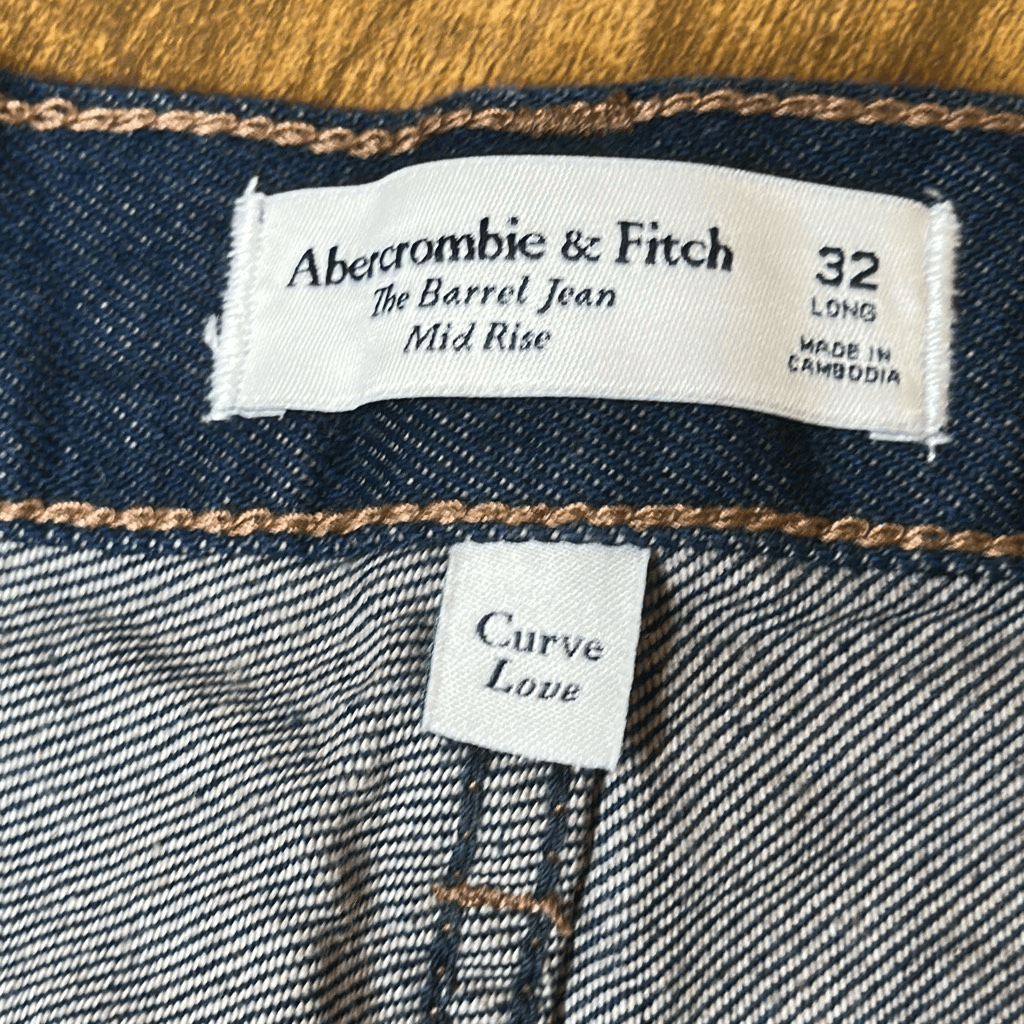 Abercrombie & Fitch
The Barrel Jean
Mid Rise
32
LONG
MADE IN
CAMBODIA
Curve
Love